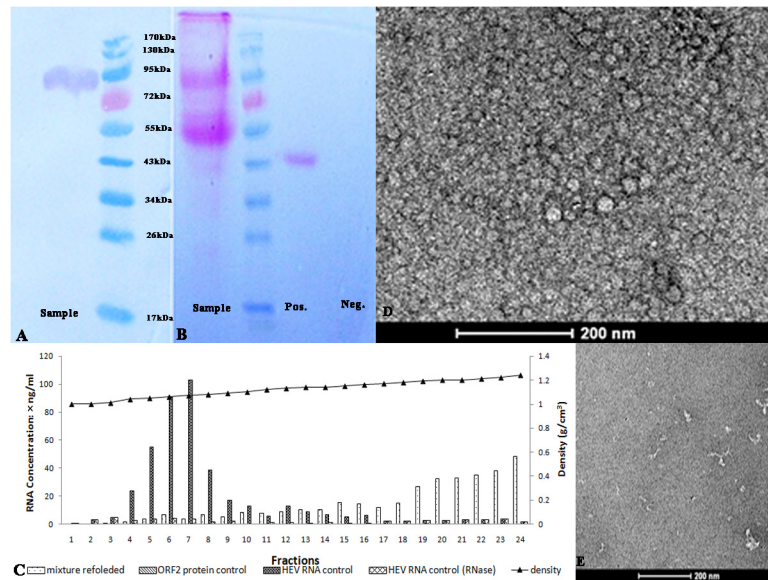 170kDa
130kDa
95kDa
72kDa
55kDa
43kDa
34kDa
26kDa
17kDa
Sample
A
Sample
Pos.
Neg.
B
D
200 nm
RNA Concentration: ×ng/ml
120
100
80
60
40
20
0
1.4
1.2
1
0.8
0.6
0.4
0.2
0
Density (g/cm³)
1 2 3 4 5 6 7 8 9 10 11 12 13 14 15 16 17 18 19 20 21 22 23 24
Fractions
C
mixture refoleded
ORF2 protein control
HEV RNA control
HEV RNA control (RNase)
density
E
200 nm